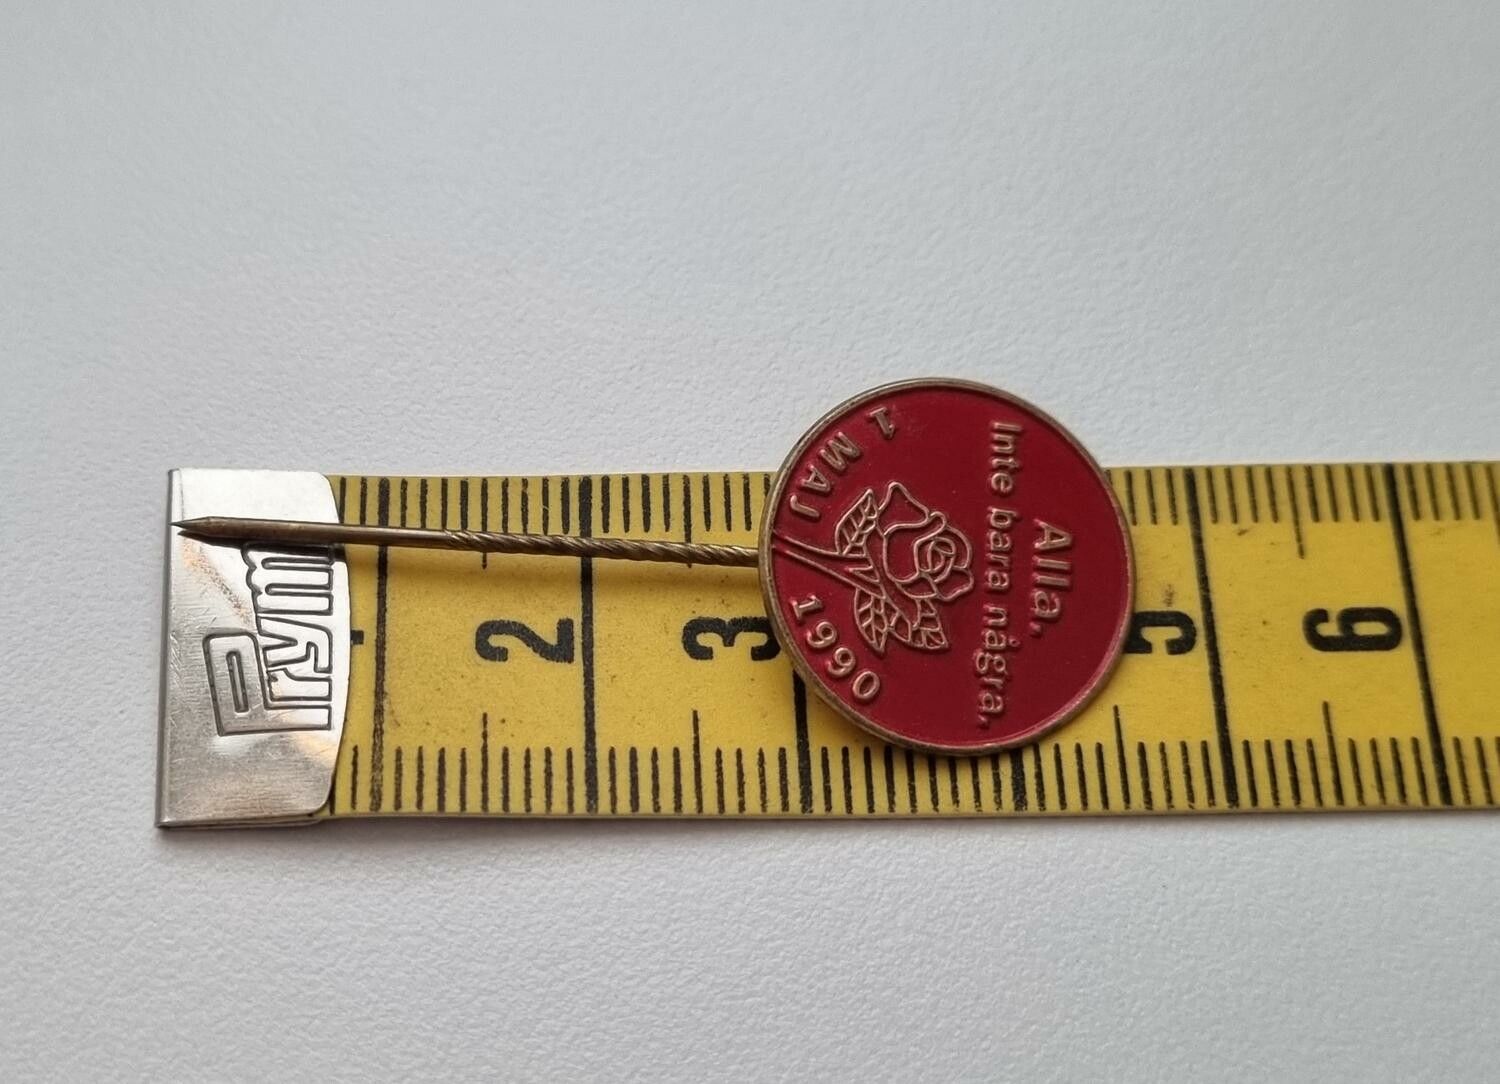 Prym
2
3
5
6
Alla.
Inte bara några.
1 MAJ 1990